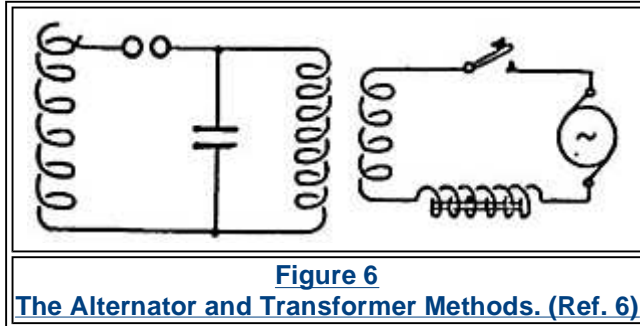 Figure 6
The Alternator and Transformer Methods. (Ref. 6)